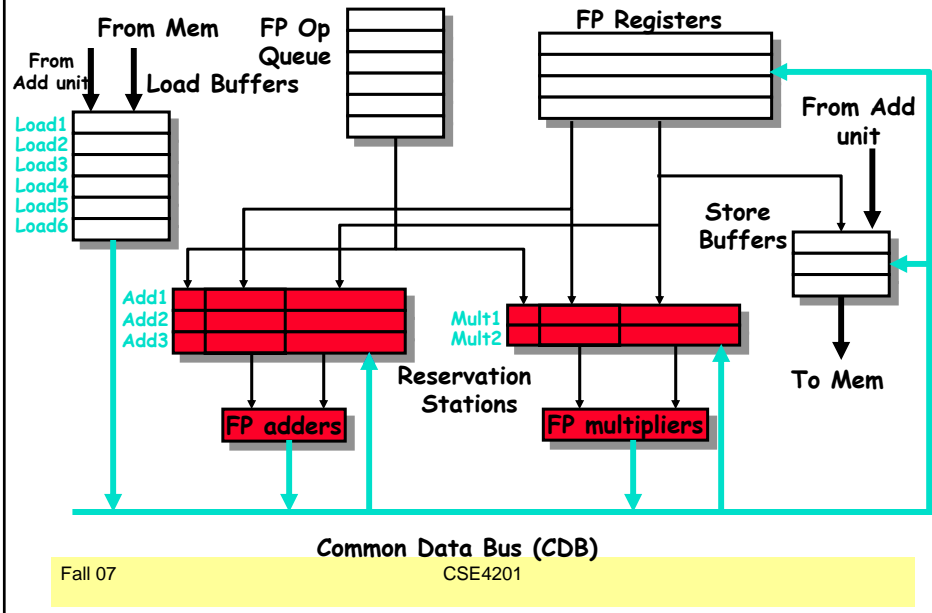 From Mem
FP Op
Queue
FP Registers
From
Add unit
Load Buffers
From Add
unit
Load1
Load2
Load3
Load4
Load5
Load6
Store
Buffers
Add1
Add2
Add3
Mult1
Mult2
Reservation
Stations
To Mem
FP adders
FP multipliers
Common Data Bus (CDB)
Fall 07
CSE4201